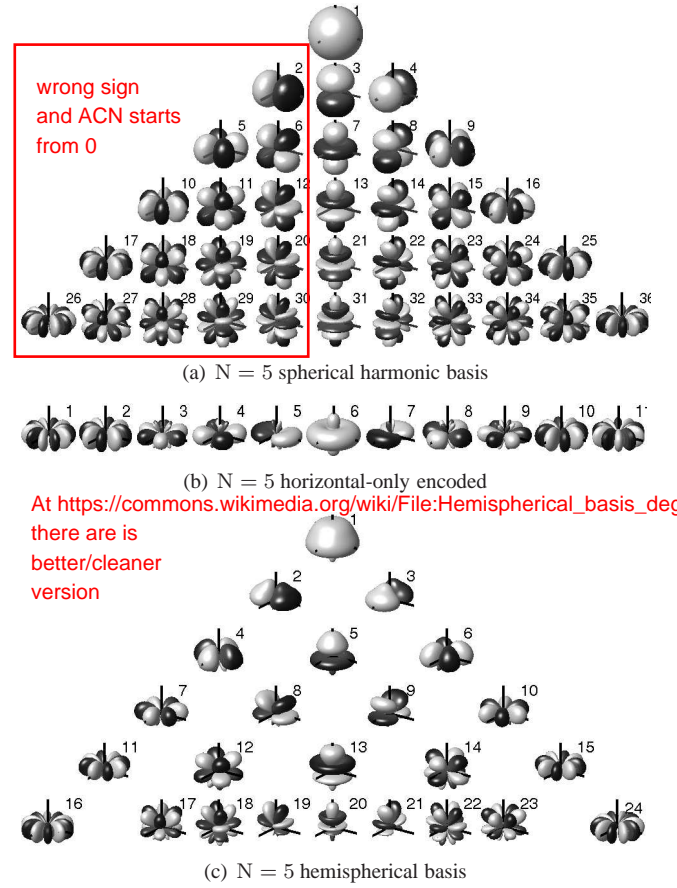 1
wrong sign
and ACN starts
from 0
2 3 4
5 6 7 8 9
10 11 12 13 14 15 16
17 18 19 20 21 22 23 24 25
26 27 28 29 30 31 32 33 34 35 36
(a) N = 5 spherical harmonic basis
1 2 3 4 5 6 7 8 9 10 11
(b) N = 5 horizontal-only encoded
At https://commons.wikimedia.org/wiki/File:Hemispherical_basis_deg
there are is
better/cleaner
version
1
2 3
4 5 6
7 8 9 10
11 12 13 14 15
16 17 18 19 20 21 22 23 24
(c) N = 5 hemispherical basis